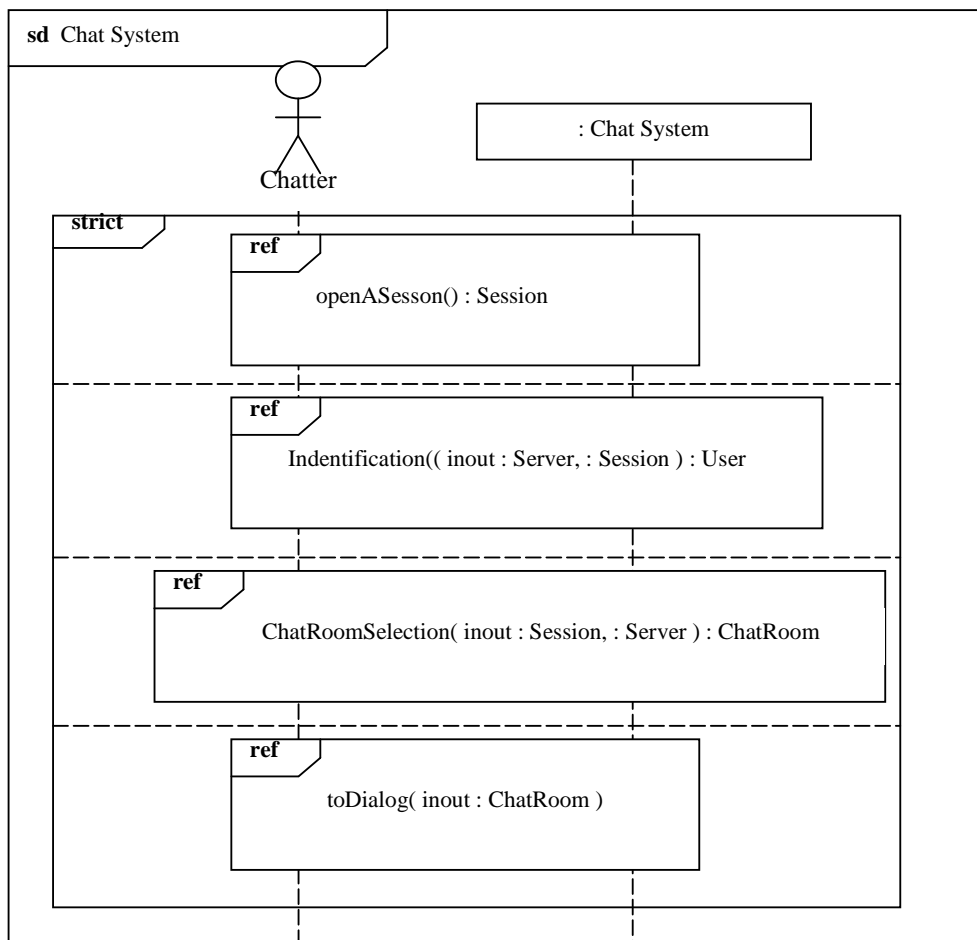 sd Chat System
: Chat System
Chatter
strict
ref
openASesson() : Session
ref
Indentification(( inout : Server, : Session ) : User
ref
ChatRoomSelection( inout : Session, : Server ) : ChatRoom
ref
toDialog( inout : ChatRoom )